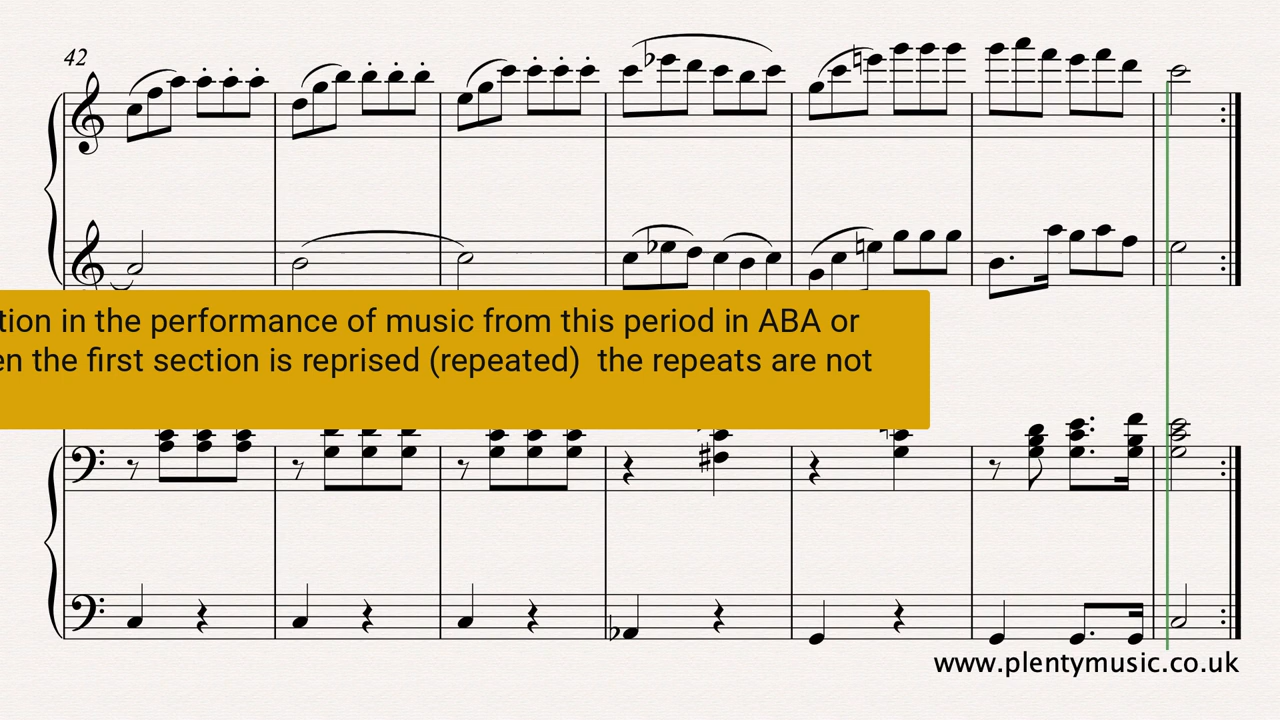 42
tion in the performance of music from this period in ABA or
en the first section is reprised (repeated) the repeats are not
www.plentymusic.co.uk